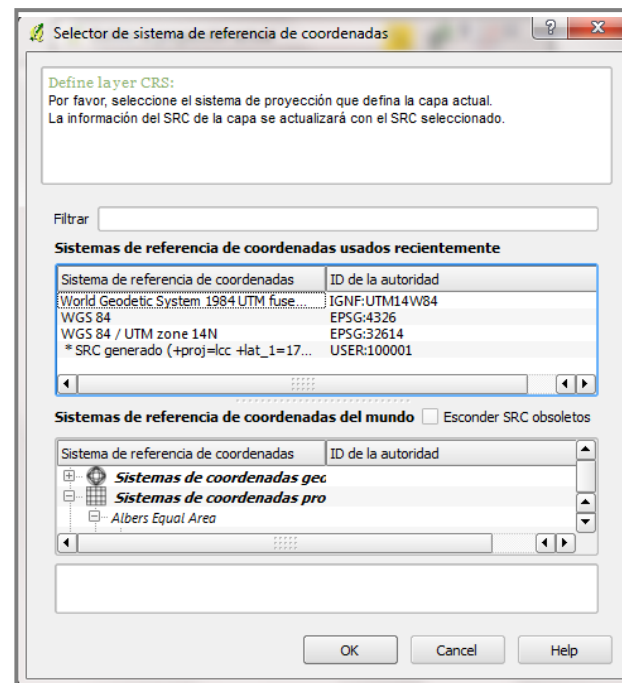 Selector de sistema de referencia de coordenadas
Define layer CRS:
Por favor, seleccione el sistema de proyección que defina la capa actual.
La información del SRC de la capa se actualizará con el SRC seleccionado.
Filtrar
Sistemas de referencia de coordenadas usados recientemente
Sistema de referencia de coordenadas ID de la autoridad
World Geodetic System 1984 UTM fuse... IGNF:UTM14W84
WGS 84 EPSG:4326
WGS 84 / UTM zone 14N EPSG:32614
* SRC generado (+proj=lcc +lat_1=17... USER:100001
Sistemas de referencia de coordenadas del mundo Esconder SRC obsoletos
Sistema de referencia de coordenadas ID de la autoridad
Sistemas de coordenadas geo
Sistemas de coordenadas pro
Albers Equal Area
OK Cancel Help